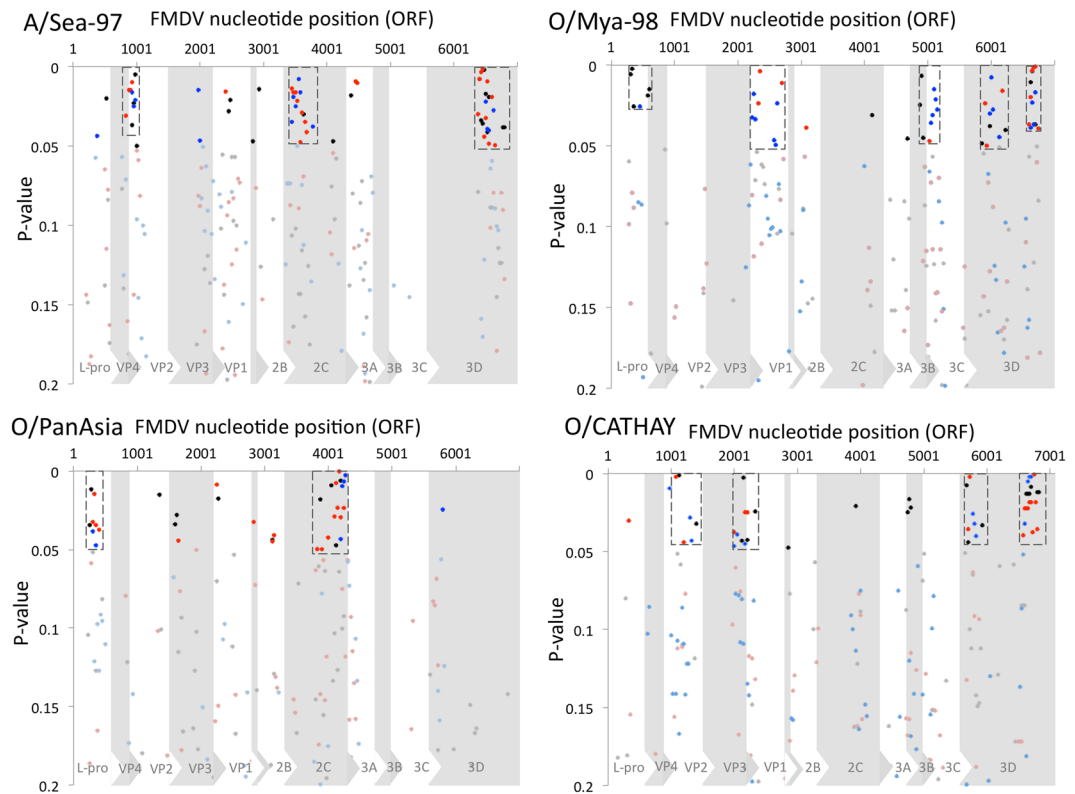 A/Sea-97 FMDV nucleotide position (ORF)
1 1001 2001 3001 4001 6001
0
0.05
0.1
0.15
0.2
P-value
L-pro VP4 VP2 VP3 VP1 2B 2C 3A 3B 3C 3D
O/Mya-98 FMDV nucleotide position (ORF)
1 1001 2001 3001 4001 5001 6001
0
0.05
0.1
0.15
0.2
P-value
L-pro VP4 VP2 VP3 VP1 2B 2C 3A 3B 3C 3D
O/PanAsia FMDV nucleotide position (ORF)
1 1001 2001 3001 4001 5001 6001
0
0.05
0.1
0.15
0.2
P-value
L-pro VP4 VP2 VP3 VP1 2B 2C 3A 3B 3C 3D
O/CATHAY FMDV nucleotide position (ORF)
1 1001 2001 3001 4001 5001 6001 7001
0
0.05
0.1
0.15
0.2
P-value
L-pro VP4 VP2 VP3 VP1 2B 2C 3A 3B 3C 3D